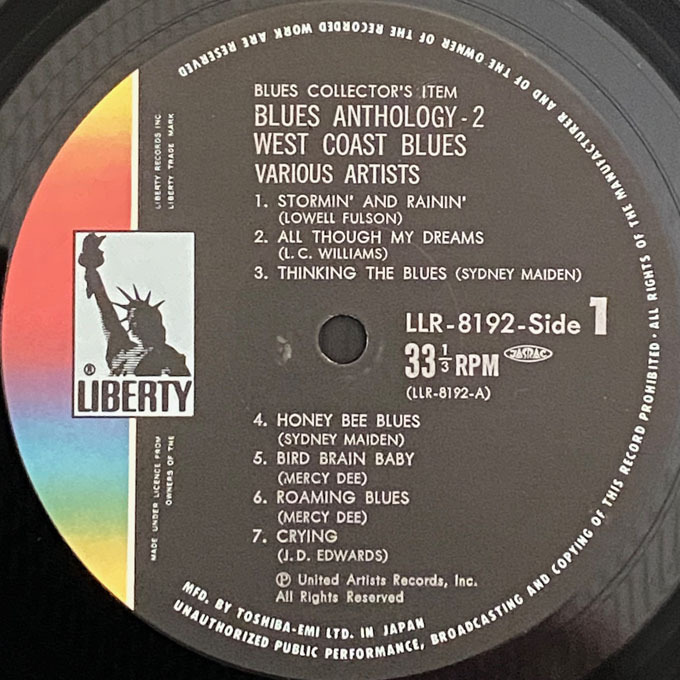 BLUES COLLECTOR'S ITEM
BLUES ANTHOLOGY-2
WEST COAST BLUES
VARIOUS ARTISTS
1. STORMIN' AND RAININ'
(LOWELL FULSON)
2. ALL THOUGH MY DREAMS
(L.C. WILLIAMS)
3. THINKING THE BLUES (SYDNEY MAIDEN)
LLR-8192-Side 1
33 1/3 RPM
JASRAC
(LLR-8192-A)
4. HONEY BEE BLUES
(SYDNEY MAIDEN)
5. BIRD BRAIN BABY
(MERCY DEE)
6. ROAMING BLUES
(MERCY DEE)
7. CRYING
(J.D. EDWARDS)
Ⓟ United Artists Records, Inc.
All Rights Reserved
LIBERTY RECORDS INC.
LIBERTY TRADE MARK
®
LIBERTY
MADE UNDER LICENCE FROM
OWNERS OF THE
MFD. BY TOSHIBA-EMI LTD. IN JAPAN
UNAUTHORIZED PUBLIC PERFORMANCE, BROADCASTING AND COPYING OF THIS RECORD PROHIBITED · ALL RIGHTS OF THE MANUFACTURER AND OF THE OWNER OF THE RECORDED WORK ARE RESERVED